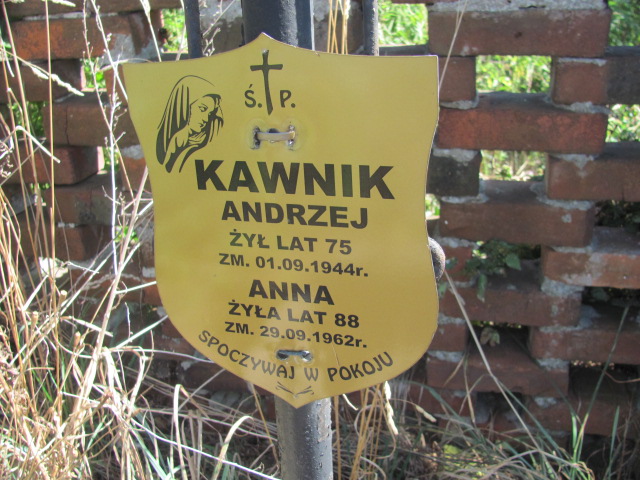 Ś. P.
KAWNIK
ANDRZEJ
ŻYŁ LAT 75
ZM. 01.09.1944r.
ANNA
ŻYŁA LAT 88
ZM. 29.09.1962r.
SPOCZYWAJ W POKOJU